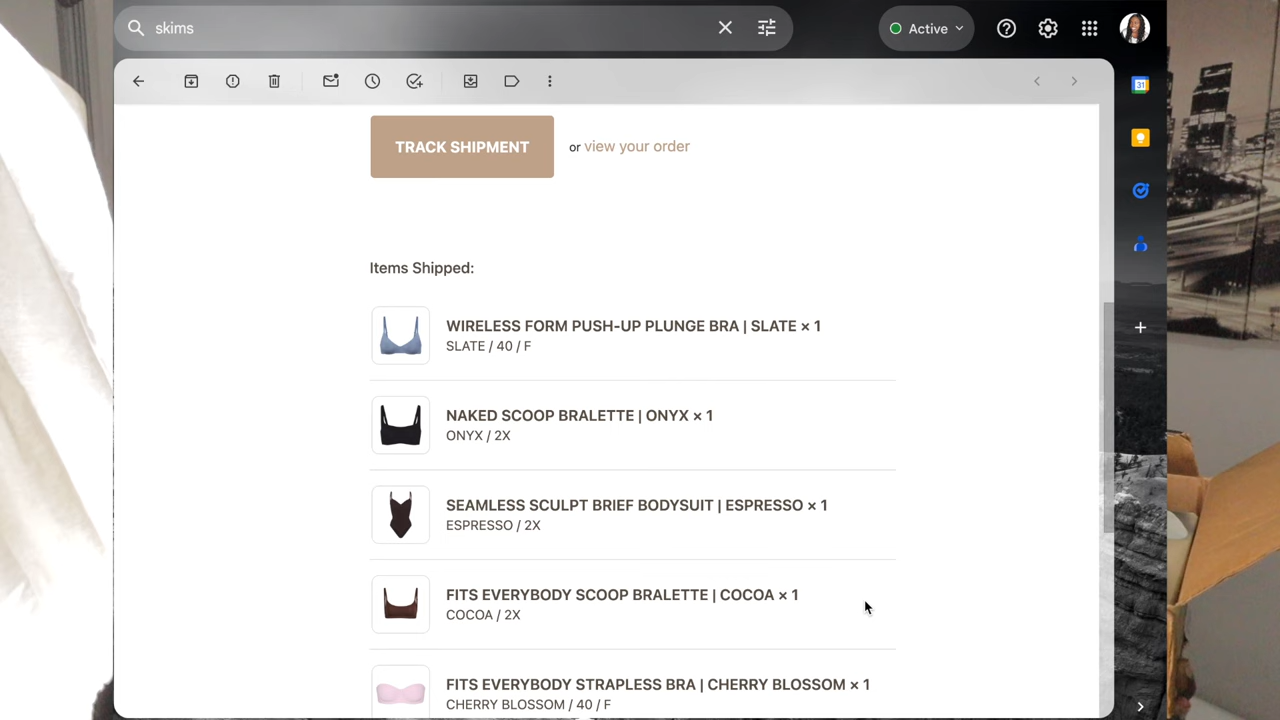 skims
Active
31
TRACK SHIPMENT
or view your order
Items Shipped:
WIRELESS FORM PUSH-UP PLUNGE BRA | SLATE × 1
SLATE / 40 / F
NAKED SCOOP BRALETTE | ONYX × 1
ONYX / 2X
SEAMLESS SCULPT BRIEF BODYSUIT | ESPRESSO × 1
ESPRESSO / 2X
FITS EVERYBODY SCOOP BRALETTE | COCOA × 1
COCOA / 2X
FITS EVERYBODY STRAPLESS BRA | CHERRY BLOSSOM × 1
CHERRY BLOSSOM / 40 / F